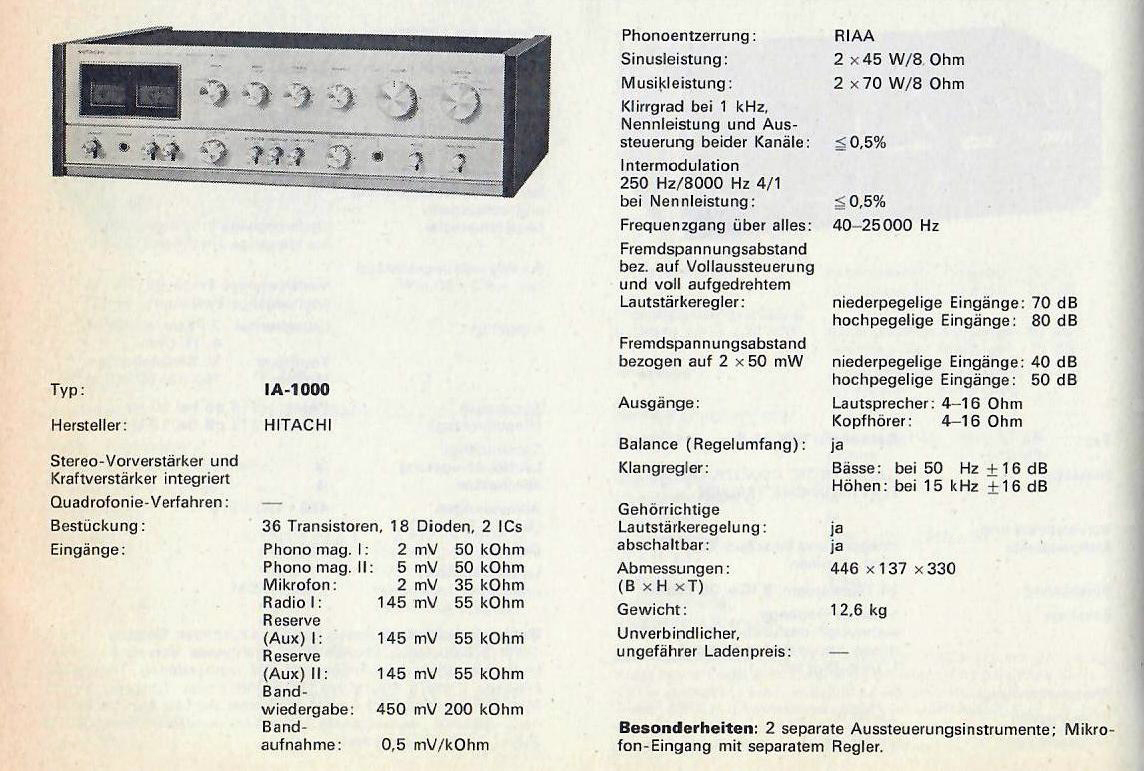 HITACHI
Typ: IA-1000
Hersteller: HITACHI
Stereo-Vorverstärker und
Kraftverstärker integriert
Quadrofonie-Verfahren: —
Bestückung: 36 Transistoren, 18 Dioden, 2 ICs
Eingänge: Phono mag. I: 2 mV 50 kOhm
Phono mag. II: 5 mV 50 kOhm
Mikrofon: 2 mV 35 kOhm
Radio I: 145 mV 55 kOhm
Reserve
(Aux) I: 145 mV 55 kOhm
Reserve
(Aux) II: 145 mV 55 kOhm
Band-
wiedergabe: 450 mV 200 kOhm
Band-
aufnahme: 0,5 mV/kOhm
Phonoentzerrung: RIAA
Sinusleistung: 2 × 45 W/8 Ohm
Musikleistung: 2 × 70 W/8 Ohm
Klirrgrad bei 1 kHz,
Nennleistung und Aus-
steuerung beider Kanäle: ≦ 0,5%
Intermodulation
250 Hz/8000 Hz 4/1
bei Nennleistung: ≦ 0,5%
Frequenzgang über alles: 40–25 000 Hz
Fremdspannungsabstand
bez. auf Vollaussteuerung
und voll aufgedrehtem
Lautstärkeregler: niederpegelige Eingänge: 70 dB
hochpegelige Eingänge: 80 dB
Fremdspannungsabstand
bezogen auf 2 × 50 mW niederpegelige Eingänge: 40 dB
hochpegelige Eingänge: 50 dB
Ausgänge: Lautsprecher: 4–16 Ohm
Kopfhörer: 4–16 Ohm
Balance (Regelumfang): ja
Klangregler: Bässe: bei 50 Hz ± 16 dB
Höhen: bei 15 kHz ± 16 dB
Gehörrichtige
Lautstärkeregelung: ja
abschaltbar: ja
Abmessungen: 446 × 137 × 330
(B × H × T)
Gewicht: 12,6 kg
Unverbindlicher,
ungefährer Ladenpreis: —
Besonderheiten: 2 separate Aussteuerungsinstrumente; Mikro-
fon-Eingang mit separatem Regler.